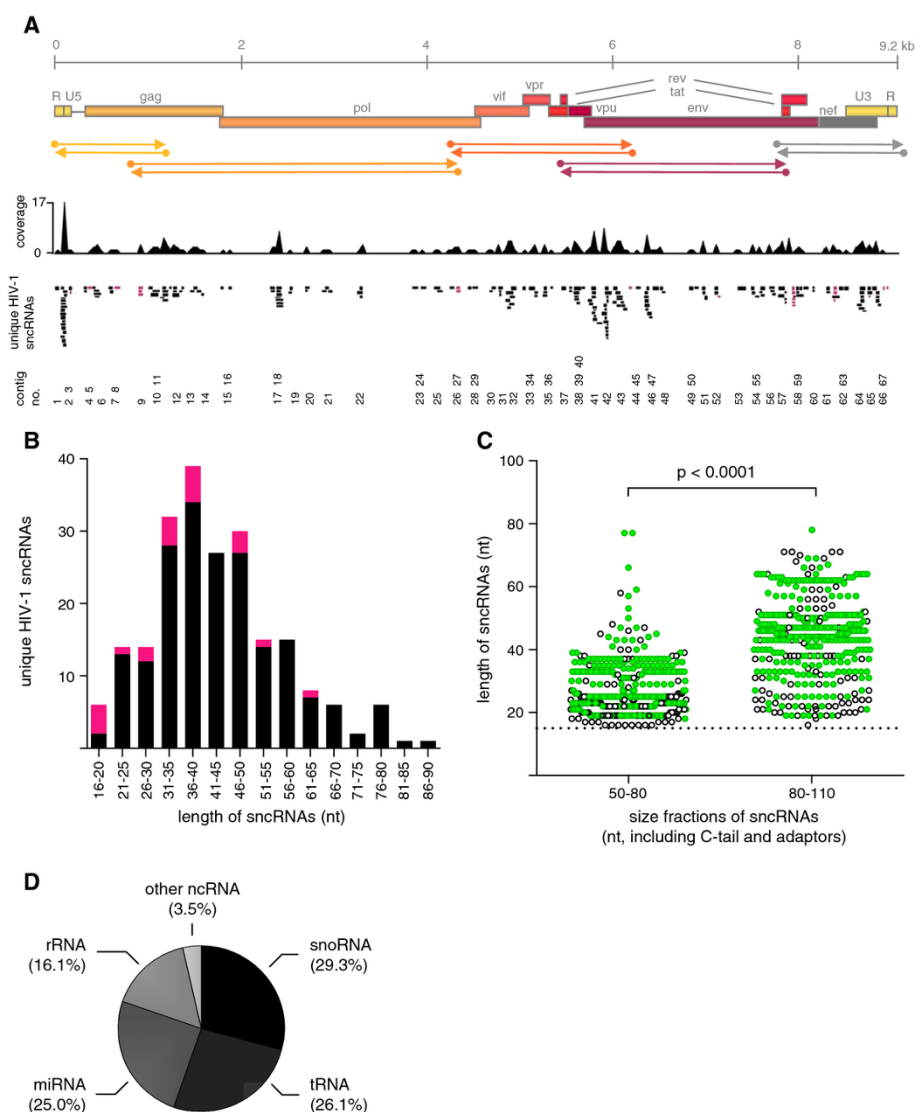 A
0 2 4 6 8 9.2 kb
R U5 gag pol vif vpr rev tat vpu env nef U3 R
coverage
17
0
unique HIV-1 sncRNAs
contig no.
1 2 3 4 5 6 7 8 9 10 11 12 13 14 15 16 17 18 19 20 21 22 23 24 25 26 27 28 29 30 31 32 33 34 35 36 37 38 39 40 41 42 43 44 45 46 47 48 49 50 51 52 53 54 55 56 57 58 59 60 61 62 63 64 65 66 67
B
unique HIV-1 sncRNAs
40
30
20
10
16-20 21-25 26-30 31-35 36-40 41-45 46-50 51-55 56-60 61-65 66-70 71-75 76-80 81-85 86-90
length of sncRNAs (nt)
C
length of sncRNAs (nt)
100
80
60
40
20
p < 0.0001
50-80 80-110
size fractions of sncRNAs
(nt, including C-tail and adaptors)
D
other ncRNA
(3.5%)
rRNA
(16.1%)
snoRNA
(29.3%)
miRNA
(25.0%)
tRNA
(26.1%)